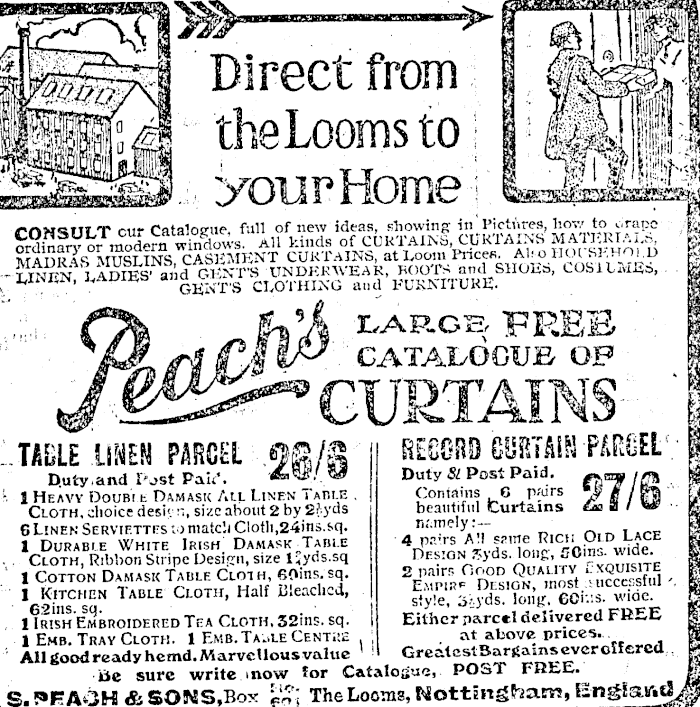 Direct from
the Looms to
your Home
CONSULT our Catalogue, full of new ideas, showing in Pictures, how to drape
ordinary or modern windows. All kinds of CURTAINS, CURTAINS MATERIALS,
MADRAS MUSLINS, CASEMENT CURTAINS, at Loom Prices. Also HOUSEHOLD
LINEN, LADIES' and GENT'S UNDERWEAR, BOOTS and SHOES, COSTUMES,
GENT'S CLOTHING and FURNITURE.
Peach's LARGE FREE
CATALOGUE OF
CURTAINS
TABLE LINEN PARCEL 26/6
Duty and Post Paid.
1 HEAVY DOUBLE DAMASK ALL LINEN TABLE
CLOTH, choice design, size about 2 by 2½yds
6 LINEN SERVIETTES to match Cloth, 24ins. sq.
1 DURABLE WHITE IRISH DAMASK TABLE
CLOTH, Ribbon Stripe Design, size yds. sq
1 COTTON DAMASK TABLE CLOTH, 60ins. sq.
1 KITCHEN TABLE CLOTH, Half Bleached,
62ins. sq.
1 IRISH EMBROIDERED TEA CLOTH, 32ins. sq.
1 EMB. TRAY CLOTH. 1 EMB. TABLE CENTRE
All good ready hemd. Marvellous value
RECORD CURTAIN PARCEL
Duty & Post Paid.
27/6
Contains 6 pairs
beautiful Curtains
namely:—
4 pairs All same RICH OLD LACE
DESIGN 3yds. long, 50ins. wide.
2 pairs GOOD QUALITY EXQUISITE
EMPIRE DESIGN, most successful
style, 3½yds. long, 60ins. wide.
Either parcel delivered FREE
at above prices.
Greatest Bargains ever offered
Be sure write now for Catalogue, POST FREE.
S. PEACH & SONS, Box The Looms, Nottingham, England